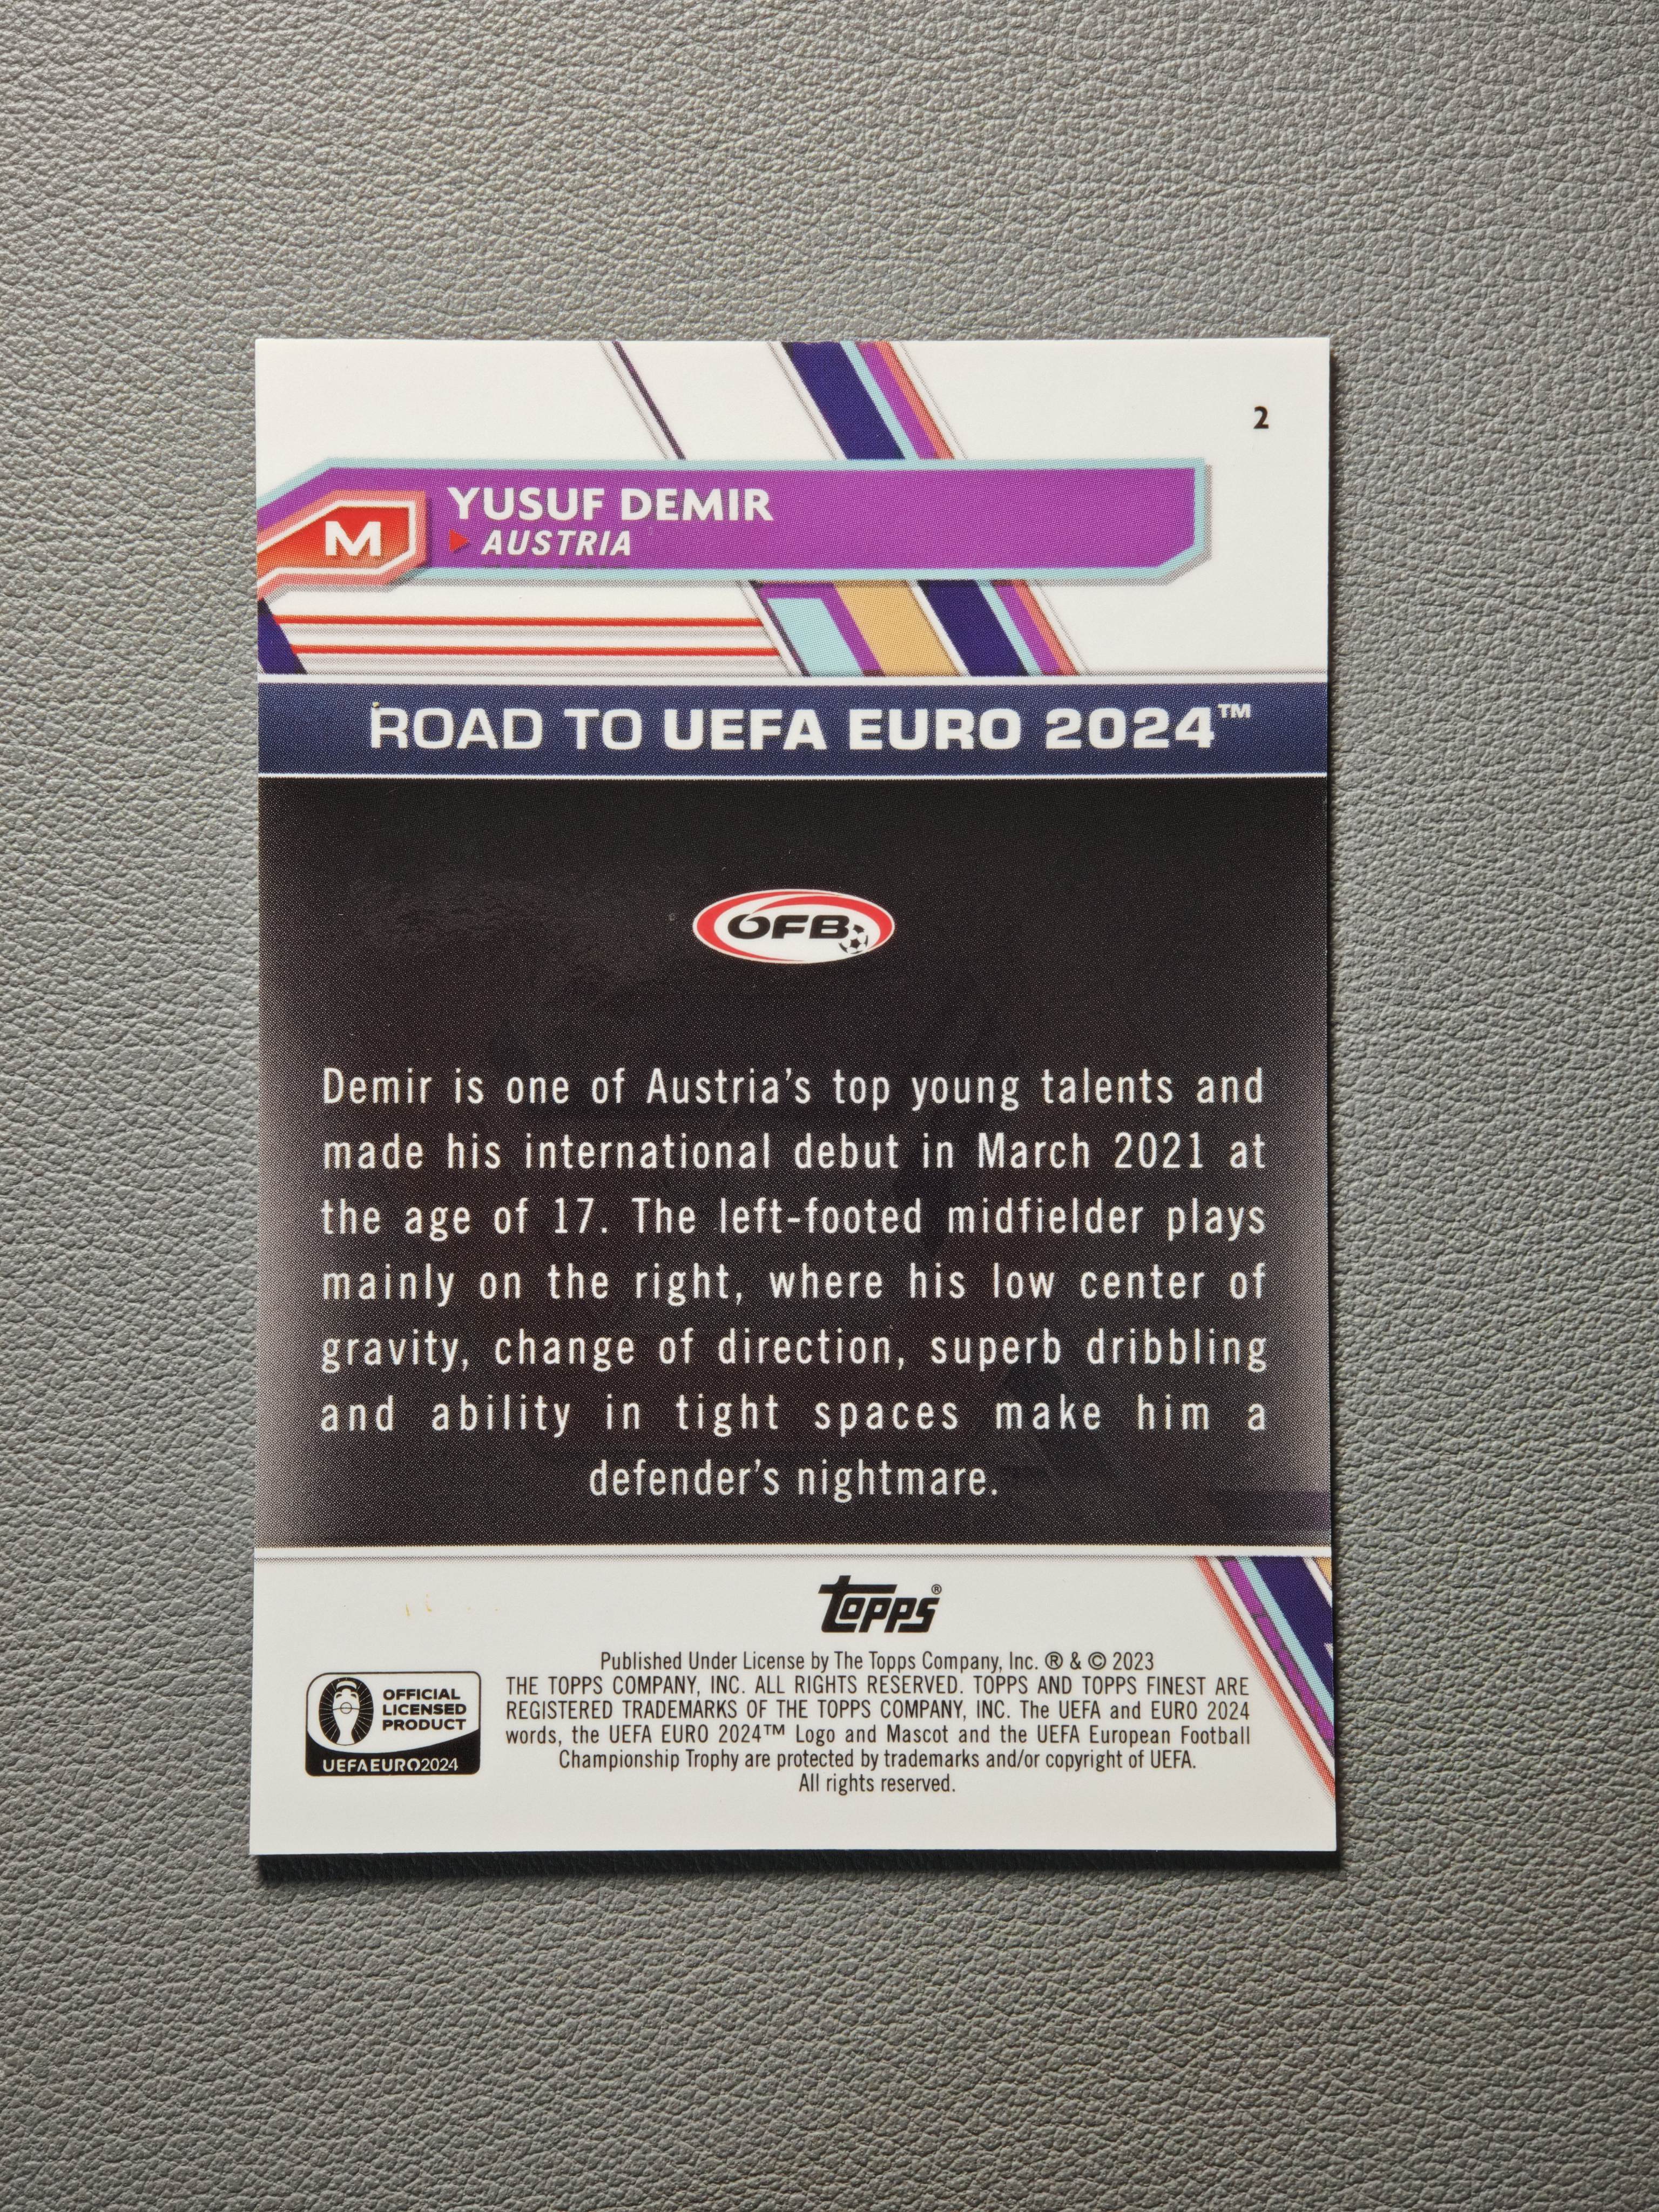 2
YUSUF DEMIR
M
AUSTRIA
ROAD TO UEFA EURO 2024™
ÖFB
Demir is one of Austria's top young talents and
made his international debut in March 2021 at
the age of 17. The left-footed midfielder plays
mainly on the right, where his low center of
gravity, change of direction, superb dribbling
and ability in tight spaces make him a
defender's nightmare.
topps®
Published Under License by The Topps Company, Inc. ® & © 2023
THE TOPPS COMPANY, INC. ALL RIGHTS RESERVED. TOPPS AND TOPPS FINEST ARE
REGISTERED TRADEMARKS OF THE TOPPS COMPANY, INC. The UEFA and EURO 2024
words, the UEFA EURO 2024™ Logo and Mascot and the UEFA European Football
Championship Trophy are protected by trademarks and/or copyright of UEFA.
All rights reserved.
OFFICIAL
LICENSED
PRODUCT
UEFAEURO2024